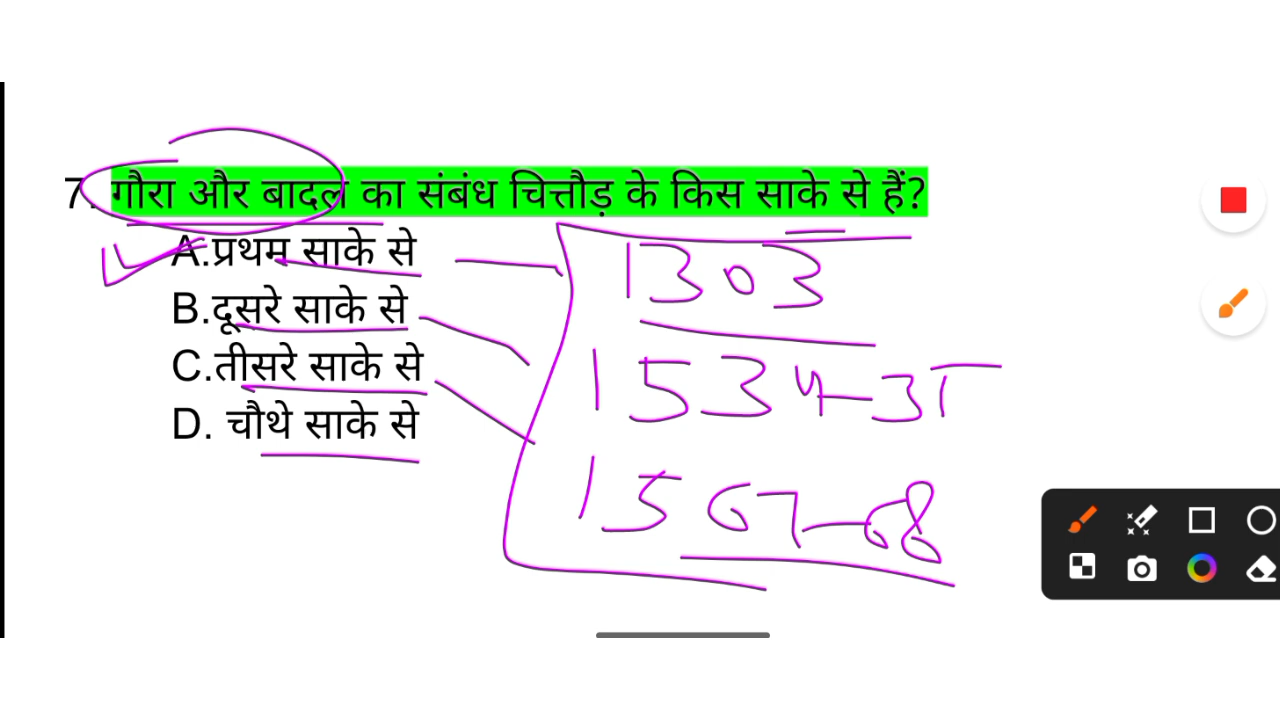 7. गौरा और बादल का संबंध चित्तौड़ के किस साके से हैं?
A.प्रथम साके से
1303
B.दूसरे साके से
1534-35
C.तीसरे साके से
D. चौथे साके से
1567-68